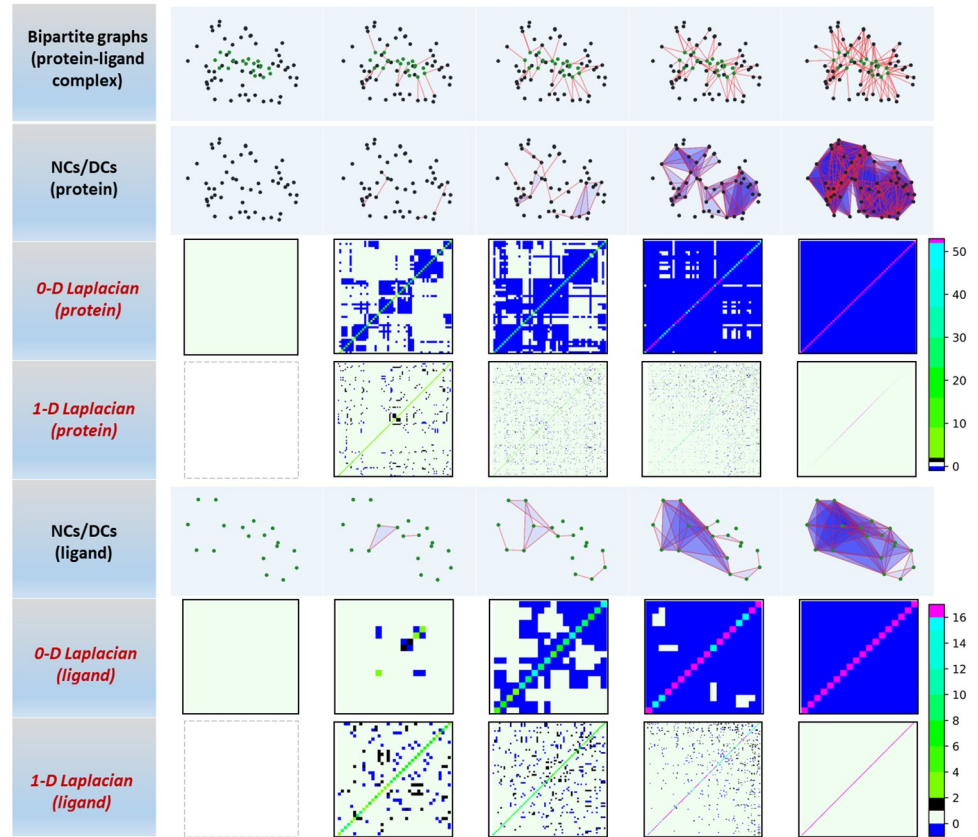 Bipartite graphs
(protein-ligand
complex)
NCs/DCs
(protein)
0-D Laplacian
(protein)
50
40
30
20
10
0
1-D Laplacian
(protein)
NCs/DCs
(ligand)
0-D Laplacian
(ligand)
16
14
12
10
8
6
4
2
0
1-D Laplacian
(ligand)